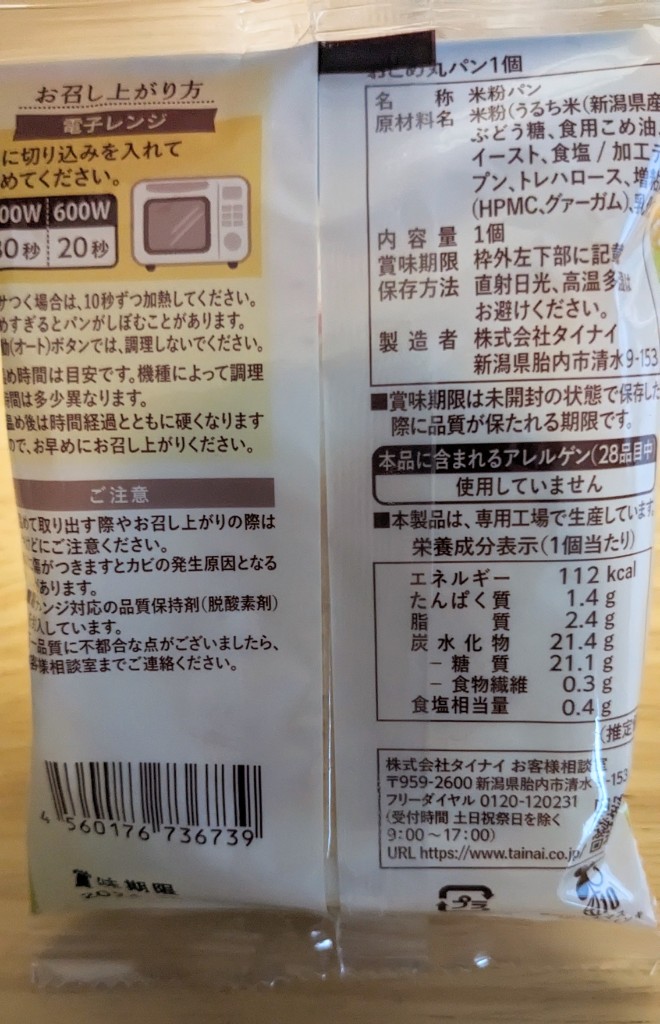 お召し上がり方
電子レンジ
に切り込みを入れて
めてください。
00W 600W
30秒 20秒
サつく場合は、10秒ずつ加熱してください。
めすぎるとパンがしぼむことがあります。
動(オート)ボタンでは、調理しないでください。
め時間は目安です。機種によって調理
時間は多少異なります。
温め後は時間経過とともに硬くなります
ので、お早めにお召し上がりください。
ご注意
めて取り出す際やお召し上がりの際は
どにご注意ください。
傷がつきますとカビの発生原因となる
があります。
レンジ対応の品質保持剤(脱酸素剤)
入しています。
品質に不都合な点がございましたら、
客様相談室までご連絡ください。
4 560176 736739
賞味期限
おこめ丸パン1個
名称 米粉パン
原材料名 米粉(うるち米(新潟県産
ぶどう糖、食用こめ油、
イースト、食塩/加工デ
プン、トレハロース、増粘
(HPMC、グァーガム)、乳
内容量 1個
賞味期限 枠外左下部に記載
保存方法 直射日光、高温多湿は
お避けください。
製造者 株式会社タイナイ
新潟県胎内市清水9-153
■賞味期限は未開封の状態で保存した
際に品質が保たれる期限です。
本品に含まれるアレルゲン(28品目中)
使用していません
■本製品は、専用工場で生産しています。
栄養成分表示(1個当たり)
エネルギー 112 kcal
たんぱく質 1.4 g
脂質 2.4 g
炭水化物 21.4 g
－糖質 21.1 g
－食物繊維 0.3 g
食塩相当量 0.4 g
(推定
株式会社タイナイ お客様相談室
〒959-2600 新潟県胎内市清水9-153
フリーダイヤル 0120-120231
(受付時間 土日祝祭日を除く
9:00～17:00)
URL https://www.tainai.co.jp/
プラ